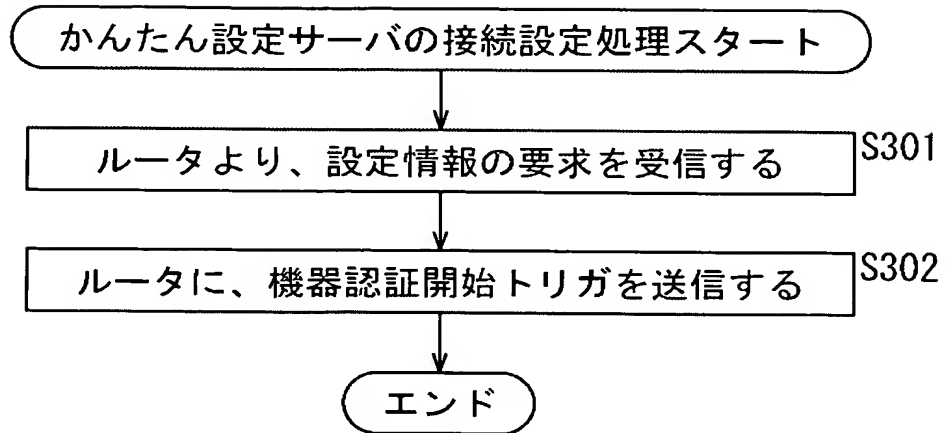 かんたん設定サーバの接続設定処理スタート
ルータより、設定情報の要求を受信する
S301
ルータに、機器認証開始トリガを送信する
S302
エンド